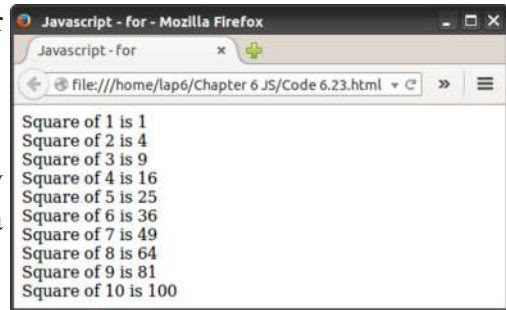 Javascript - for - Mozilla Firefox
Javascript - for
file:///home/lap6/Chapter 6 JS/Code 6.23.html
Square of 1 is 1
Square of 2 is 4
Square of 3 is 9
Square of 4 is 16
Square of 5 is 25
Square of 6 is 36
Square of 7 is 49
Square of 8 is 64
Square of 9 is 81
Square of 10 is 100